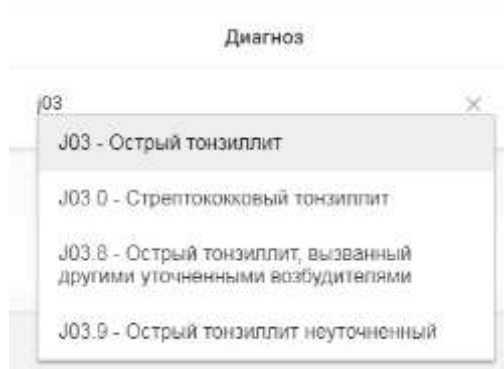 Диагноз
j03
J03 - Острый тонзиллит
J03.0 - Стрептококковый тонзиллит
J03.8 - Острый тонзиллит, вызванный
другими уточненными возбудителями
J03.9 - Острый тонзиллит неуточненный